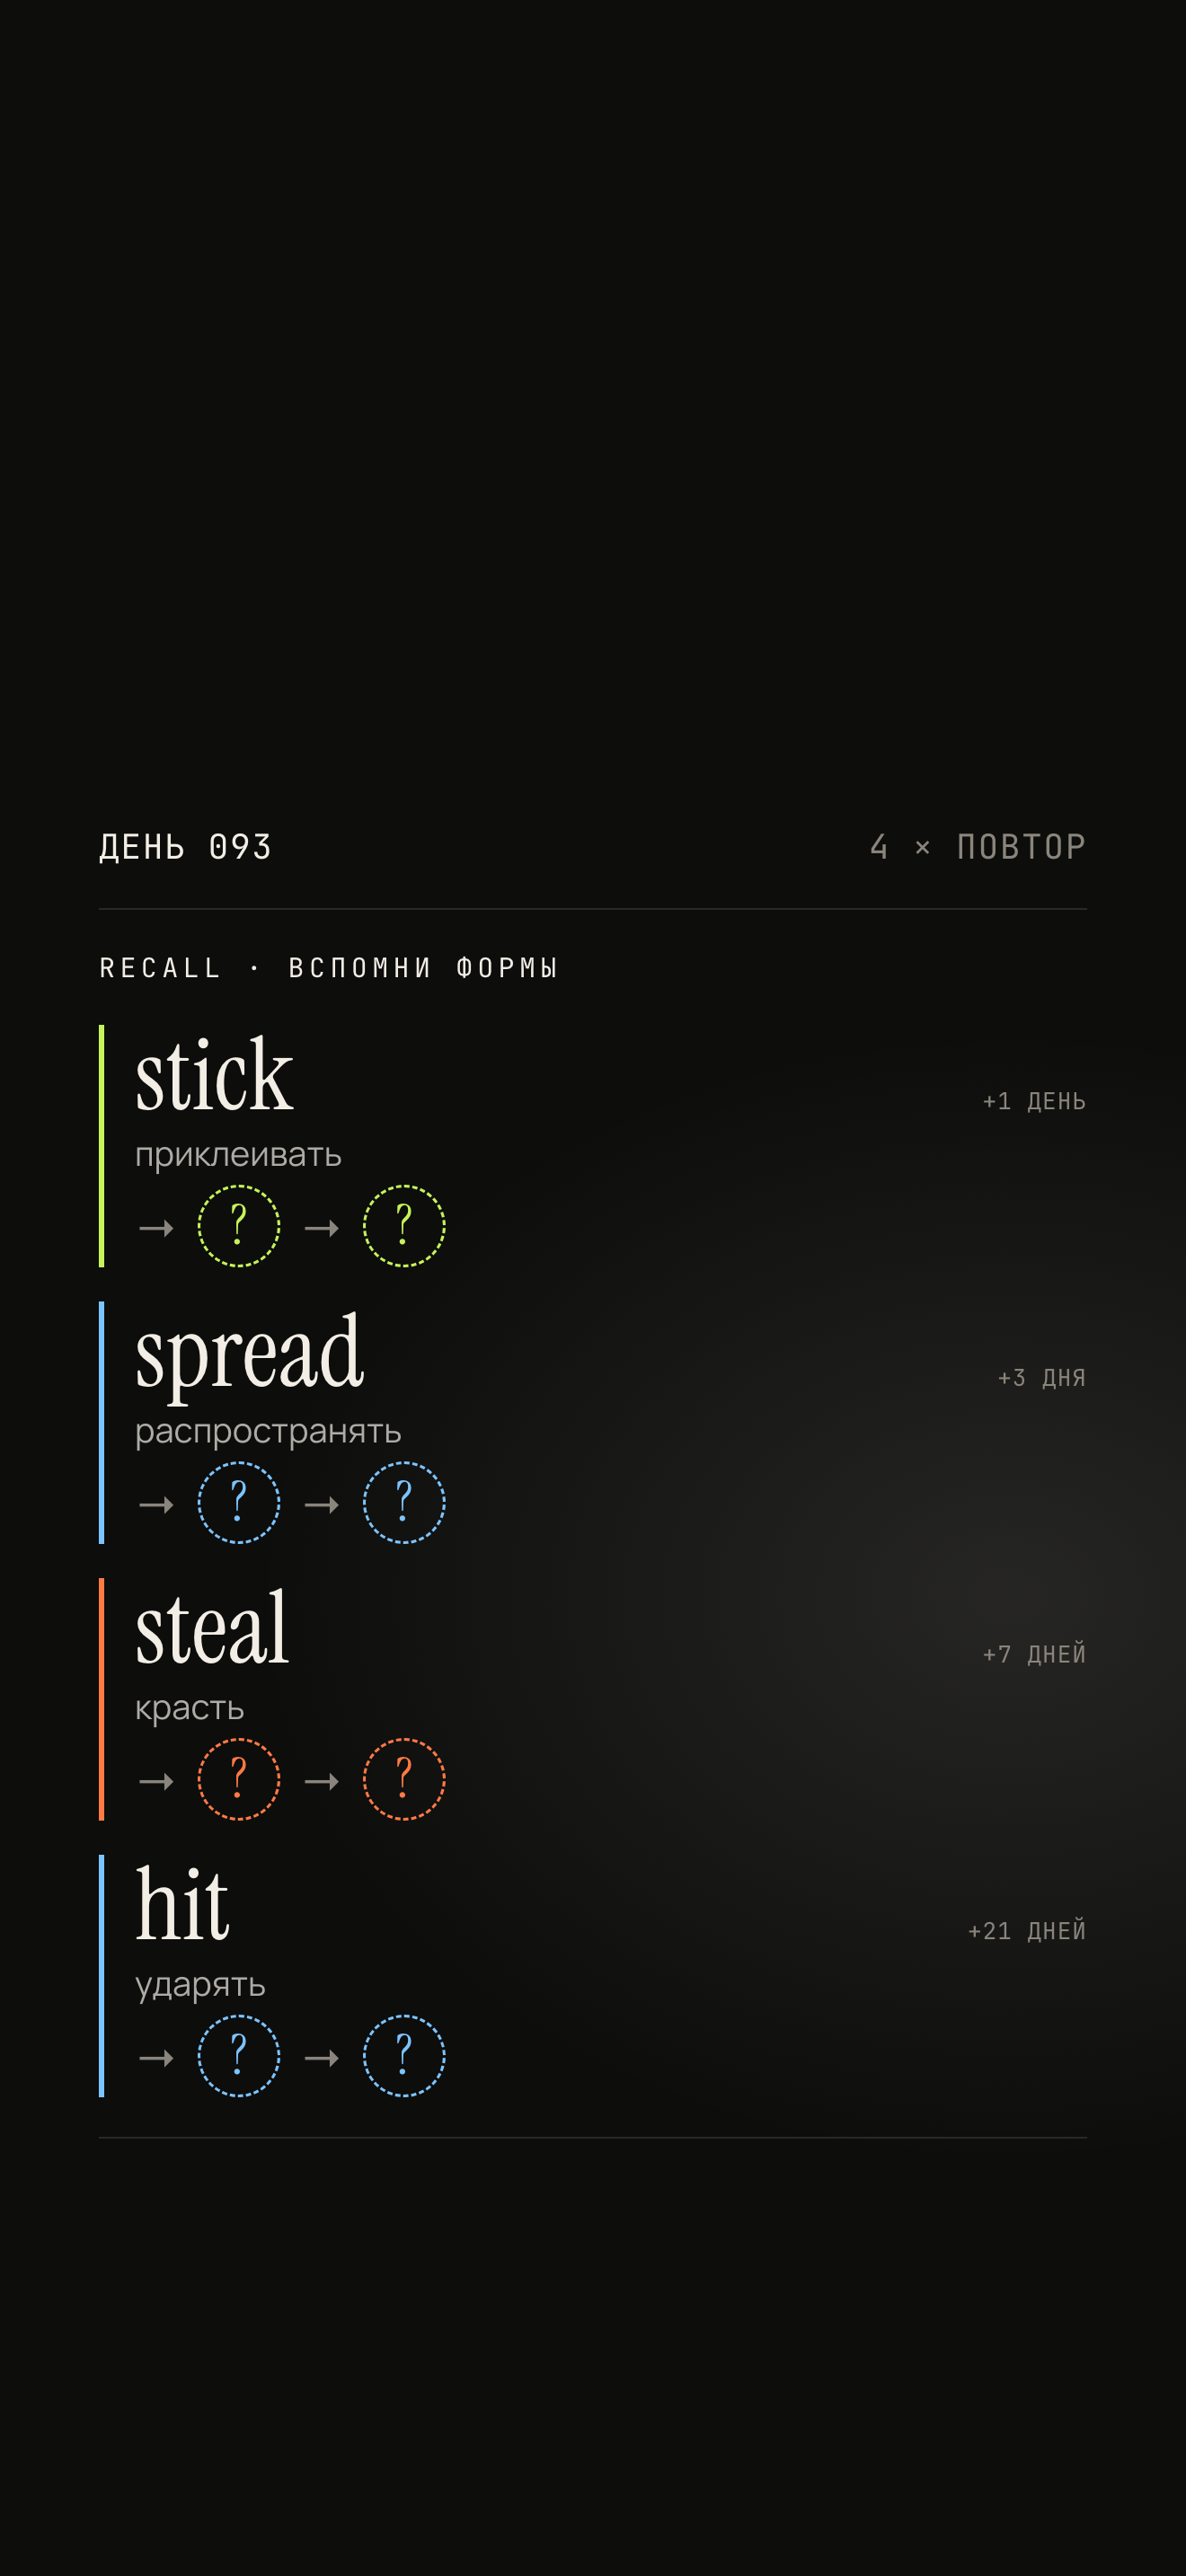 ДЕНЬ 093
4 × ПОВТОР
RECALL · ВСПОМНИ ФОРМЫ
stick
+1 ДЕНЬ
приклеивать
→ ? → ?
spread
+3 ДНЯ
распространять
→ ? → ?
steal
+7 ДНЕЙ
красть
→ ? → ?
hit
+21 ДНЕЙ
ударять
→ ? → ?